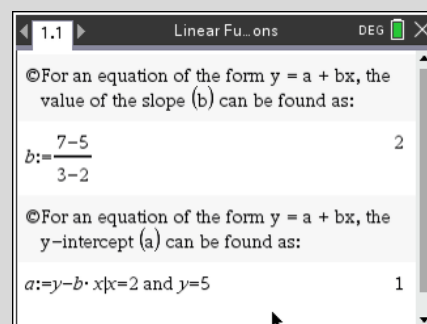 1.1 Linear Fu...ons DEG
©For an equation of the form y = a + bx, the
value of the slope (b) can be found as:
b:=(7-5)/(3-2) 2
©For an equation of the form y = a + bx, the
y-intercept (a) can be found as:
a:=y-b· x|x=2 and y=5 1